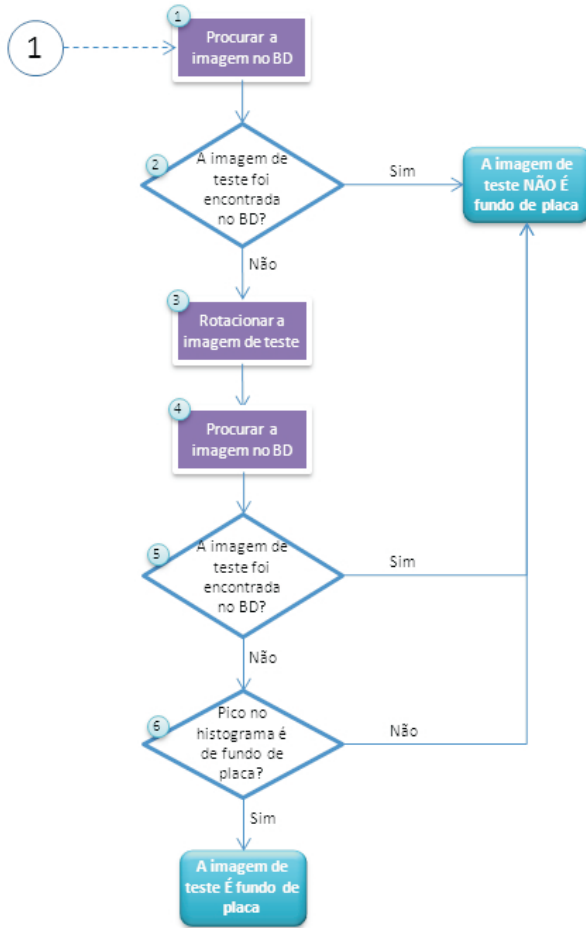 1
1
Procurar a
imagem no BD
2
A imagem de
teste foi
encontrada
no BD?
Sim
A imagem de
teste NÃO É
fundo de placa
Não
3
Rotacionar a
imagem de teste
4
Procurar a
imagem no BD
5
A imagem de
teste foi
encontrada
no BD?
Sim
Não
6
Pico no
histograma é
de fundo de
placa?
Não
Sim
A imagem de
teste É fundo de
placa